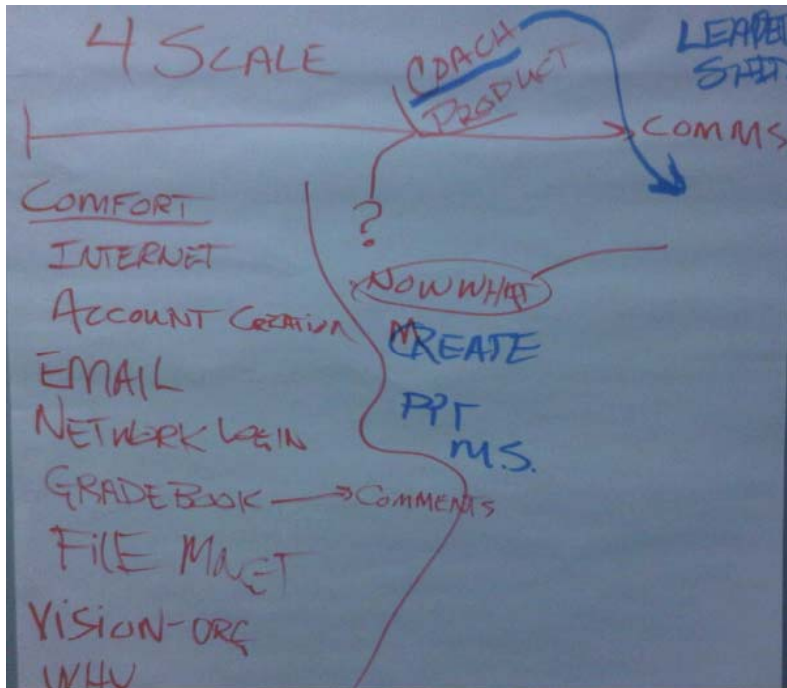 4 SCALE
COACH
PRODUCT
COMMS
COMFORT
INTERNET
ACCOUNT CREATION
EMAIL
NETWORK LOGIN
GRADEBOOK → COMMENTS
FILE MNGT
VISION-ORG
WHY
?
NOW WHAT
CREATE
PPT
M.S.